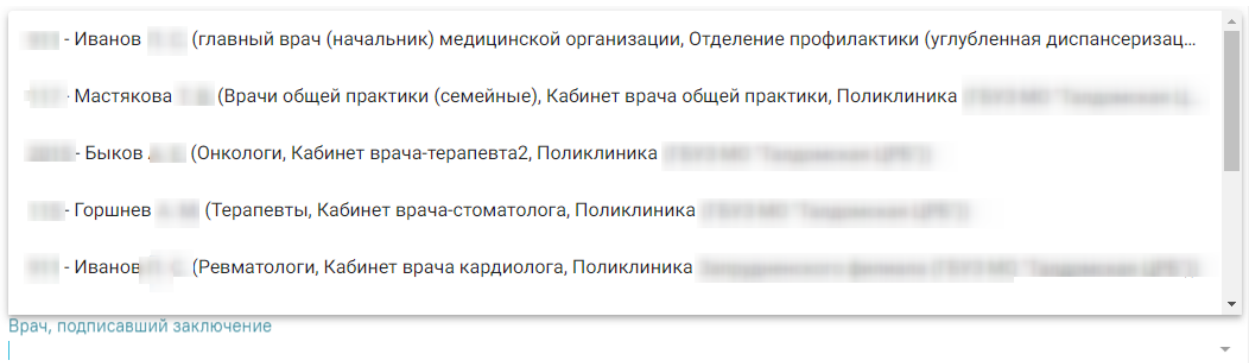 - Иванов (главный врач (начальник) медицинской организации, Отделение профилактики (углубленная диспансеризац...
- Мастякова (Врачи общей практики (семейные), Кабинет врача общей практики, Поликлиника
- Быков (Онкологи, Кабинет врача-терапевта2, Поликлиника
- Горшнев (Терапевты, Кабинет врача-стоматолога, Поликлиника
- Иванов (Ревматологи, Кабинет врача кардиолога, Поликлиника
Врач, подписавший заключение